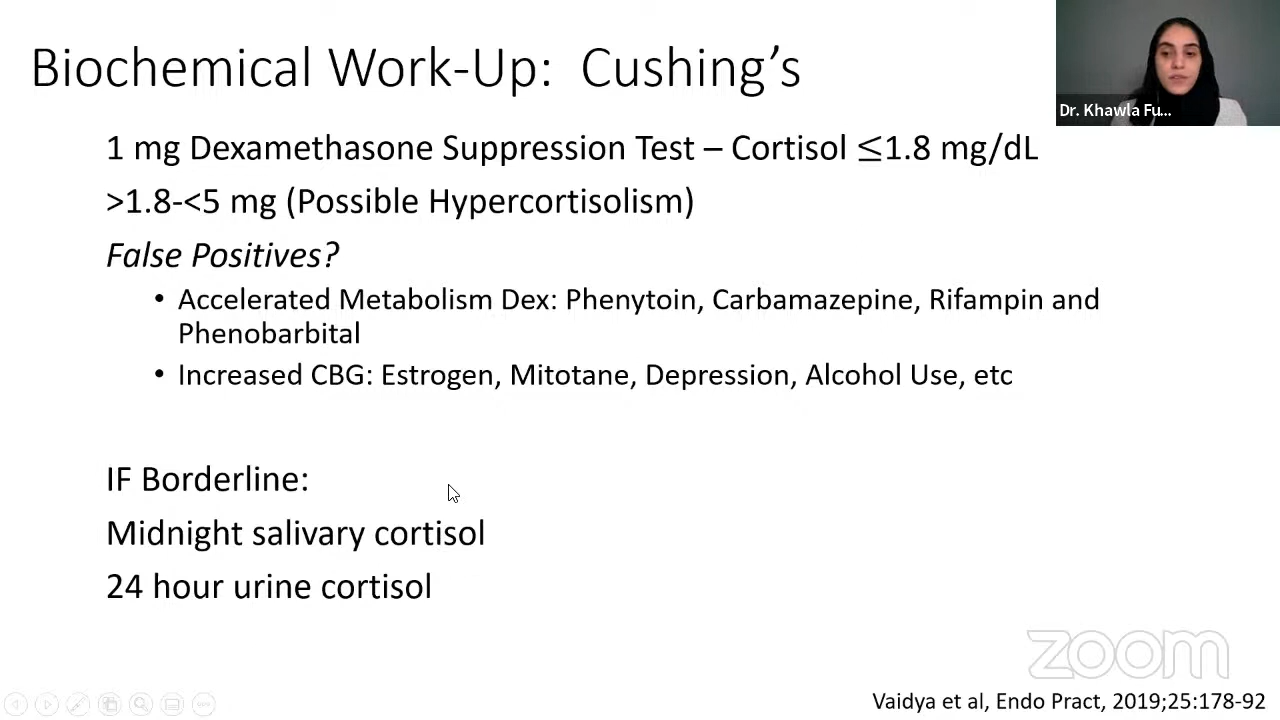 Biochemical Work-Up:  Cushing’s
Dr. Khawla Fu...
1 mg Dexamethasone Suppression Test – Cortisol ≤1.8 mg/dL
>1.8-<5 mg (Possible Hypercortisolism)
False Positives?
• Accelerated Metabolism Dex: Phenytoin, Carbamazepine, Rifampin and
Phenobarbital
• Increased CBG: Estrogen, Mitotane, Depression, Alcohol Use, etc
IF Borderline:
Midnight salivary cortisol
24 hour urine cortisol
zoom
Vaidya et al, Endo Pract, 2019;25:178-92